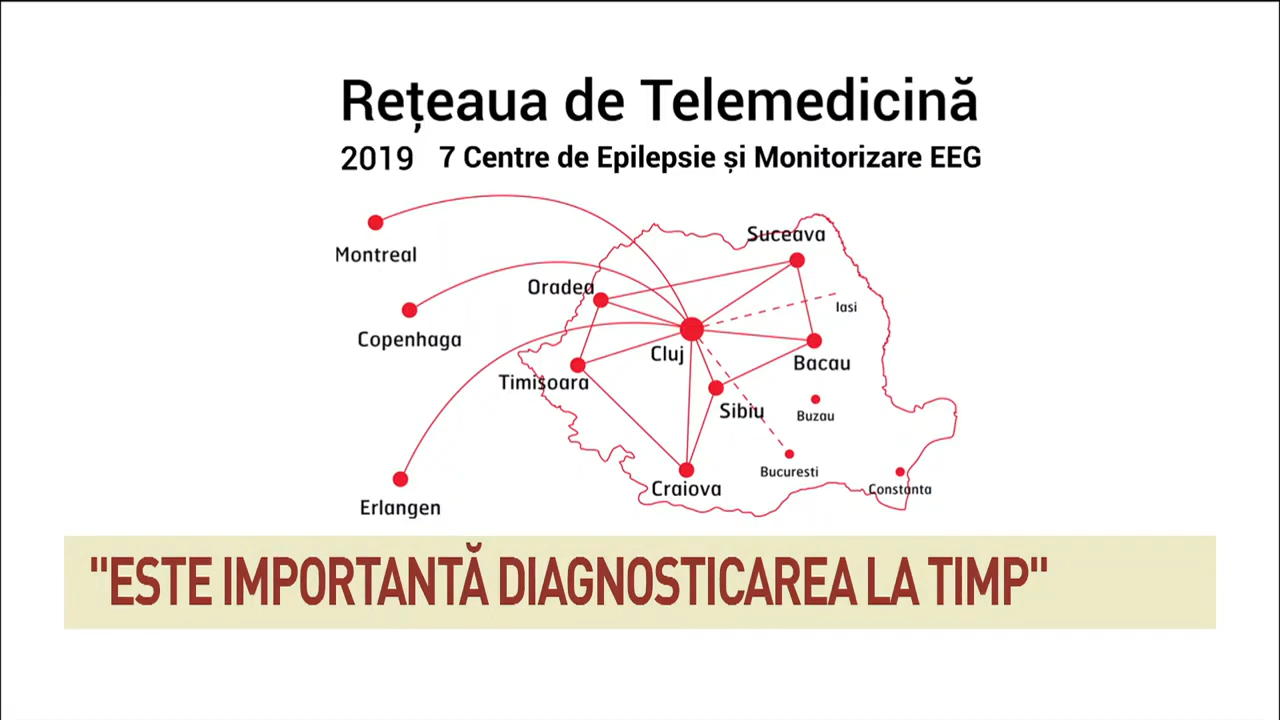 Rețeaua de Telemedicină
2019 7 Centre de Epilepsie și Monitorizare EEG
Suceava
Montreal
Oradea
Iasi
Copenhaga
Cluj
Bacau
Timisoara
Sibiu
Buzau
Bucuresti
Craiova
Constanta
Erlangen
"ESTE IMPORTANTĂ DIAGNOSTICAREA LA TIMP"